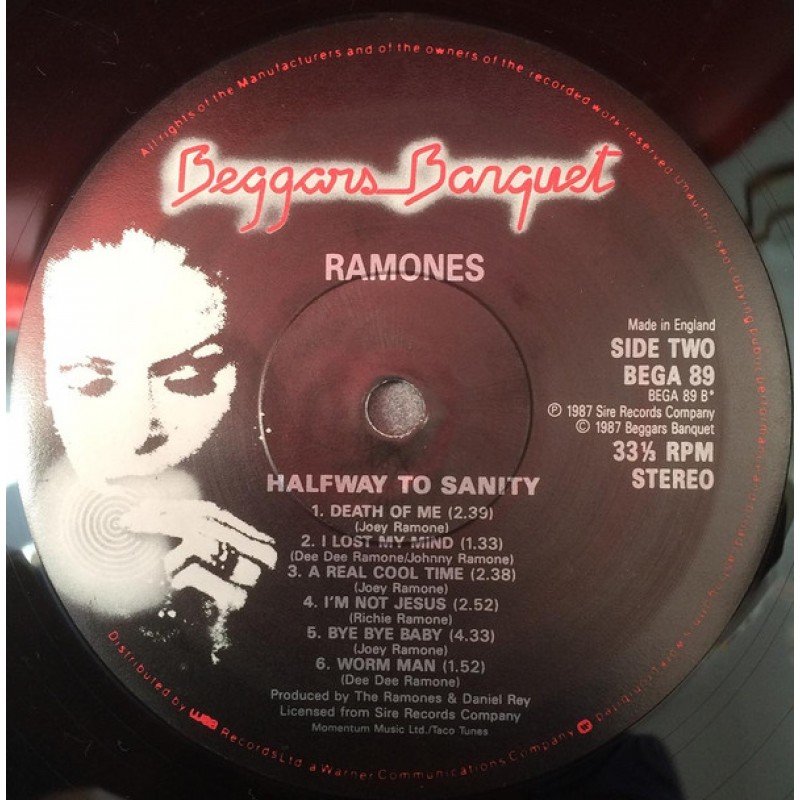 All rights of the Manufacturers and of the owners of the recorded work reserved
Beggars Banquet
RAMONES
Made in England
SIDE TWO
BEGA 89
BEGA 89 B*
℗ 1987 Sire Records Company
© 1987 Beggars Banquet
33⅓ RPM
STEREO
HALFWAY TO SANITY
1. DEATH OF ME (2.39)
(Joey Ramone)
2. I LOST MY MIND (1.33)
(Dee Dee Ramone/Johnny Ramone)
3. A REAL COOL TIME (2.38)
(Joey Ramone)
4. I'M NOT JESUS (2.52)
(Richie Ramone)
5. BYE BYE BABY (4.33)
(Joey Ramone)
6. WORM MAN (1.52)
(Dee Dee Ramone)
Produced by The Ramones & Daniel Rey
Licensed from Sire Records Company
Momentum Music Ltd./Taco Tunes
Distributed by wea Records Ltd. a Warner Communications Company